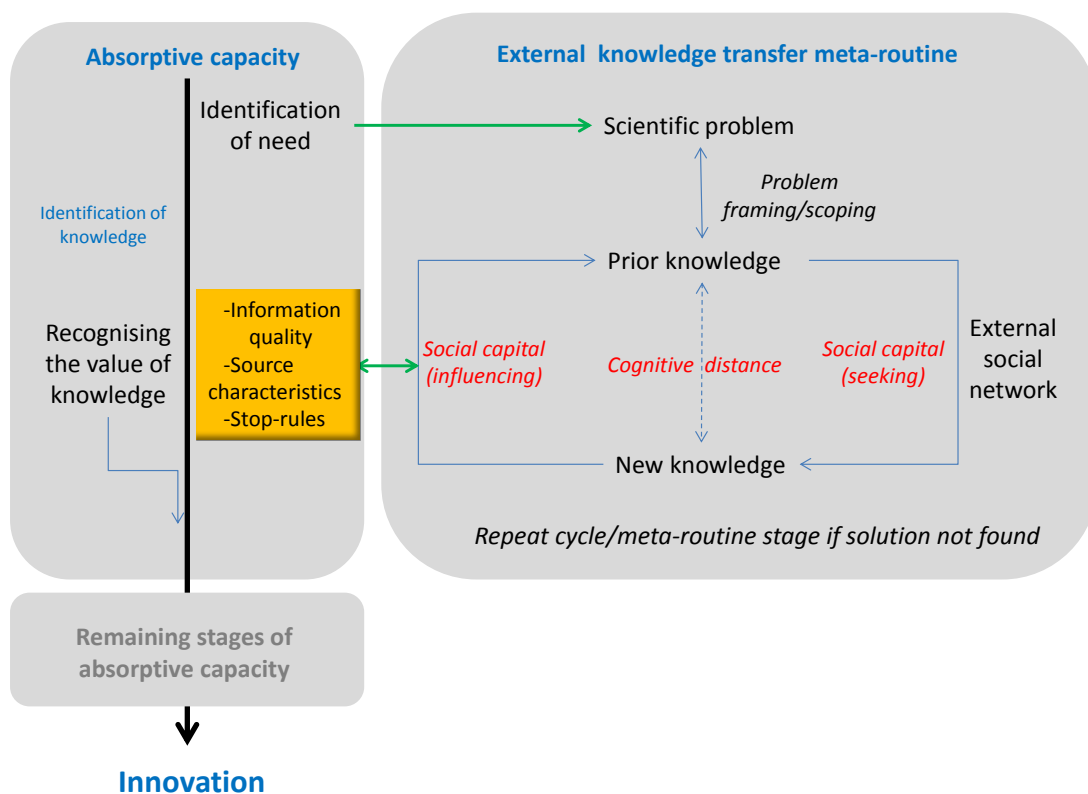 Absorptive capacity
Identification
of need
Identification of
knowledge
Recognising
the value of
knowledge
-Information
quality
-Source
characteristics
-Stop-rules
Remaining stages of
absorptive capacity
Innovation
External  knowledge transfer meta-routine
Scientific problem
Problem
framing/scoping
Prior knowledge
Social capital
(influencing)
Cognitive  distance
Social capital
(seeking)
External
social
network
New knowledge
Repeat cycle/meta-routine stage if solution not found